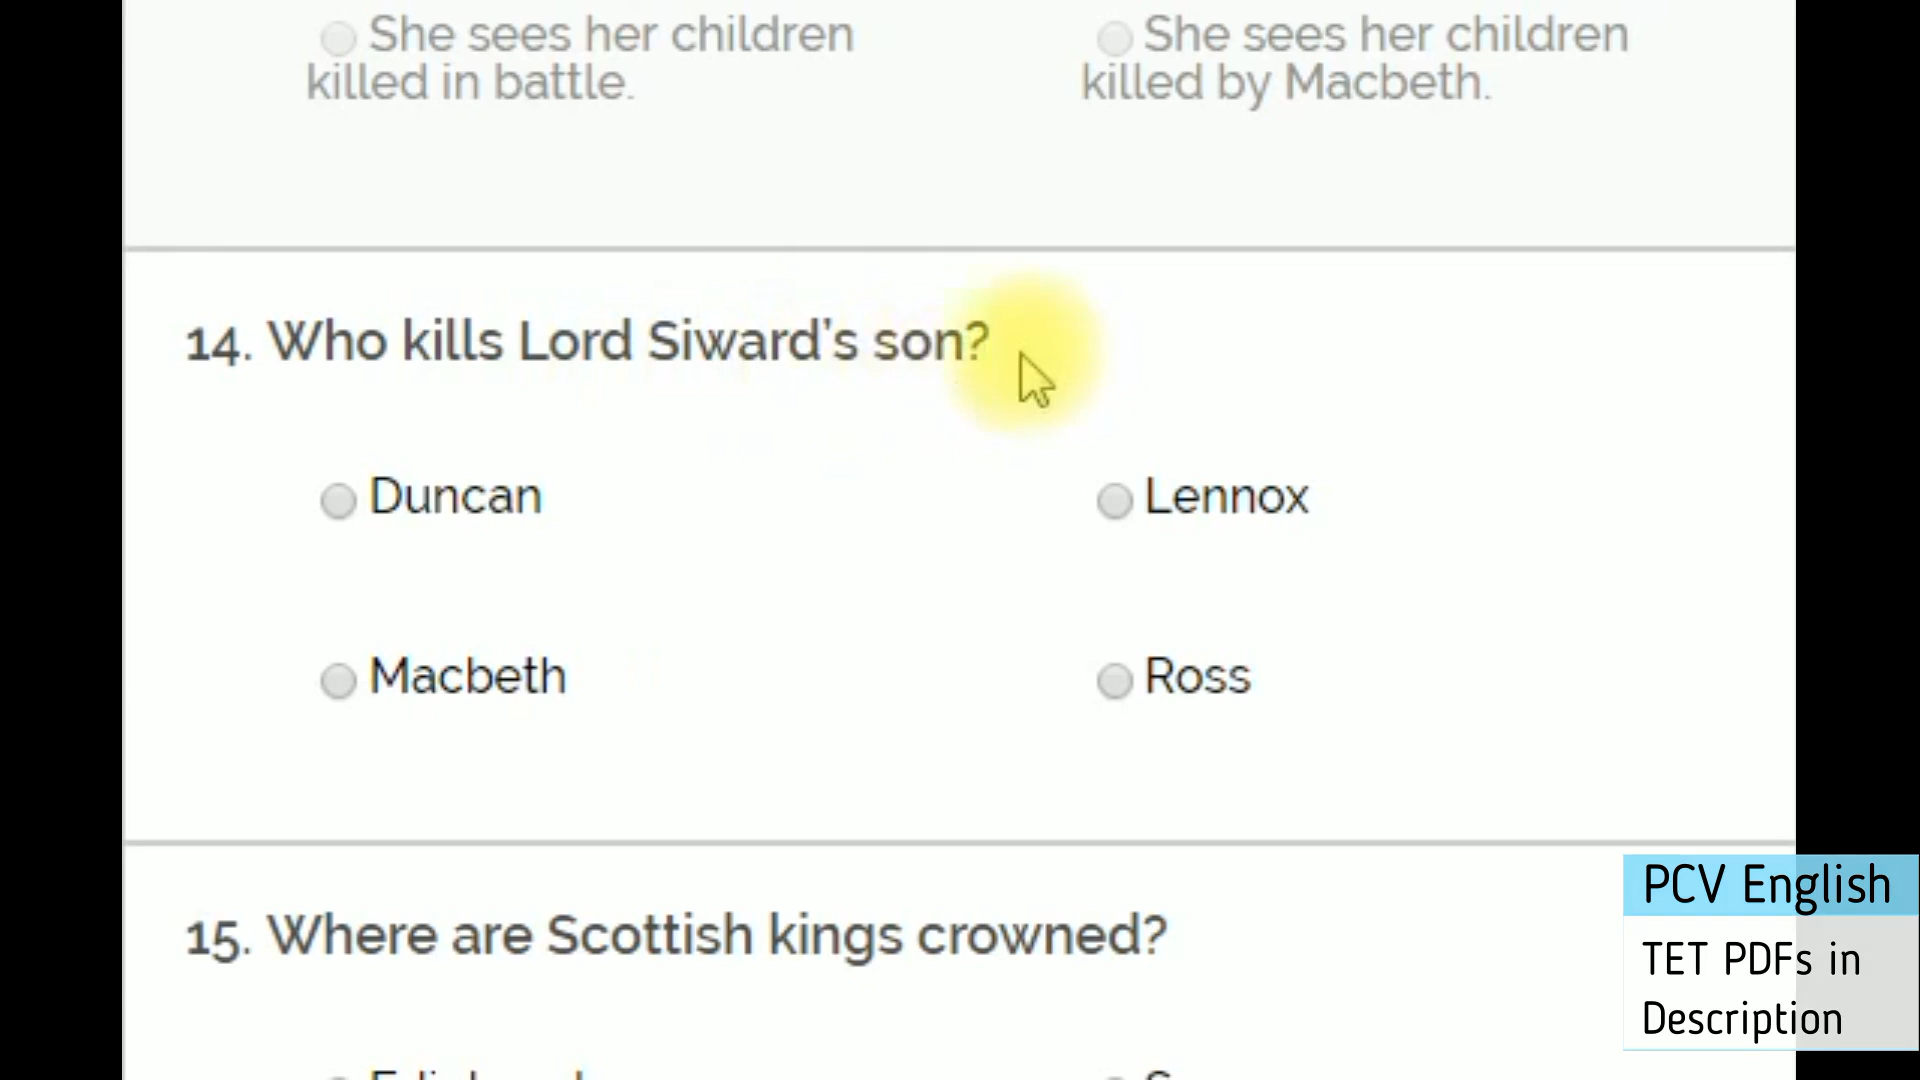 She sees her children
killed in battle.
She sees her children
killed by Macbeth.
14. Who kills Lord Siward's son?
Duncan
Lennox
Macbeth
Ross
15. Where are Scottish kings crowned?
PCV English
TET PDFs in
Description